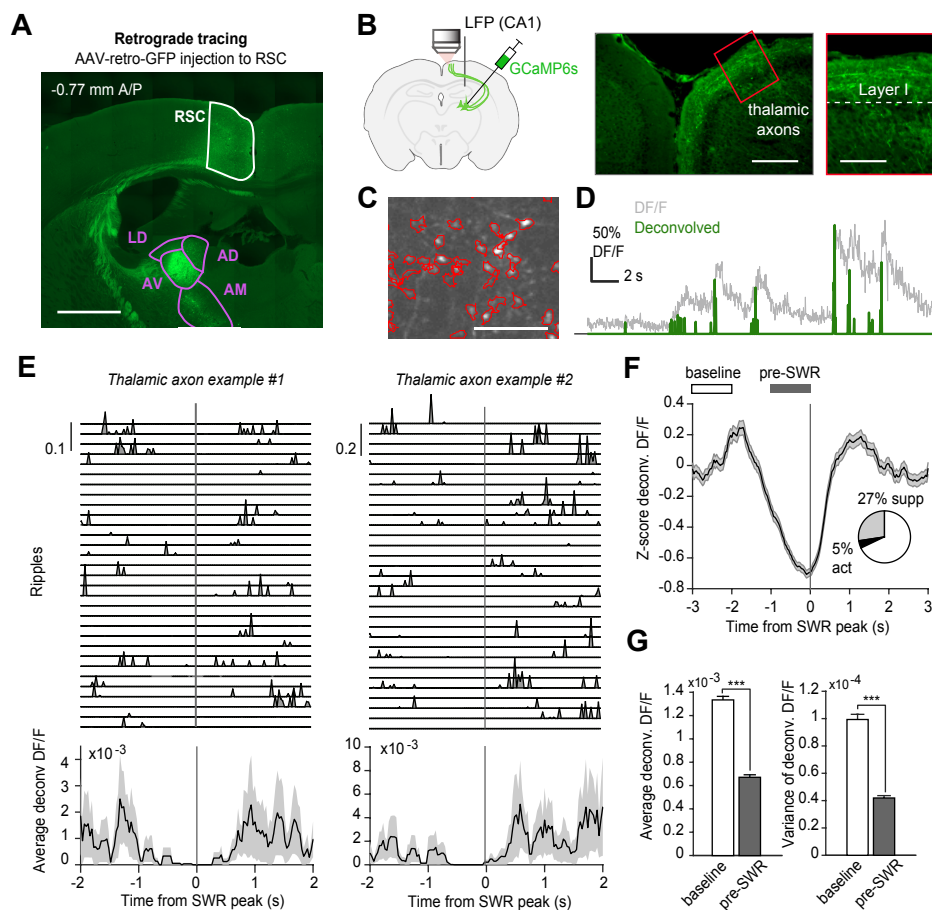 A
Retrograde tracing
AAV-retro-GFP injection to RSC
-0.77 mm A/P
RSC
LD
AD
AV
AM
B
LFP (CA1)
GCaMP6s
thalamic
axons
Layer I
C
D
DF/F
Deconvolved
50%
DF/F
2 s
E
Thalamic axon example #1
Thalamic axon example #2
0.1
0.2
Ripples
Average deconv DF/F
x10-3
4
3
2
1
0
-2 -1 0 1 2
Time from SWR peak (s)
x10-3
10
8
6
4
2
0
-2 -1 0 1 2
Time from SWR peak (s)
F
baseline
pre-SWR
Z-score deconv. DF/F
0.2
0
-0.2
-0.4
-0.6
-0.8
27% supp
5%
act
-3 -2 -1 0 1 2 3
Time from SWR peak (s)
G
x10-3
***
Average deconv. DF/F
1.4
1.2
1
0.8
0.6
0.4
0.2
0
baseline
pre-SWR
x10-4
***
Variance of deconv. DF/F
1.2
1
0.8
0.6
0.4
0.2
0
baseline
pre-SWR